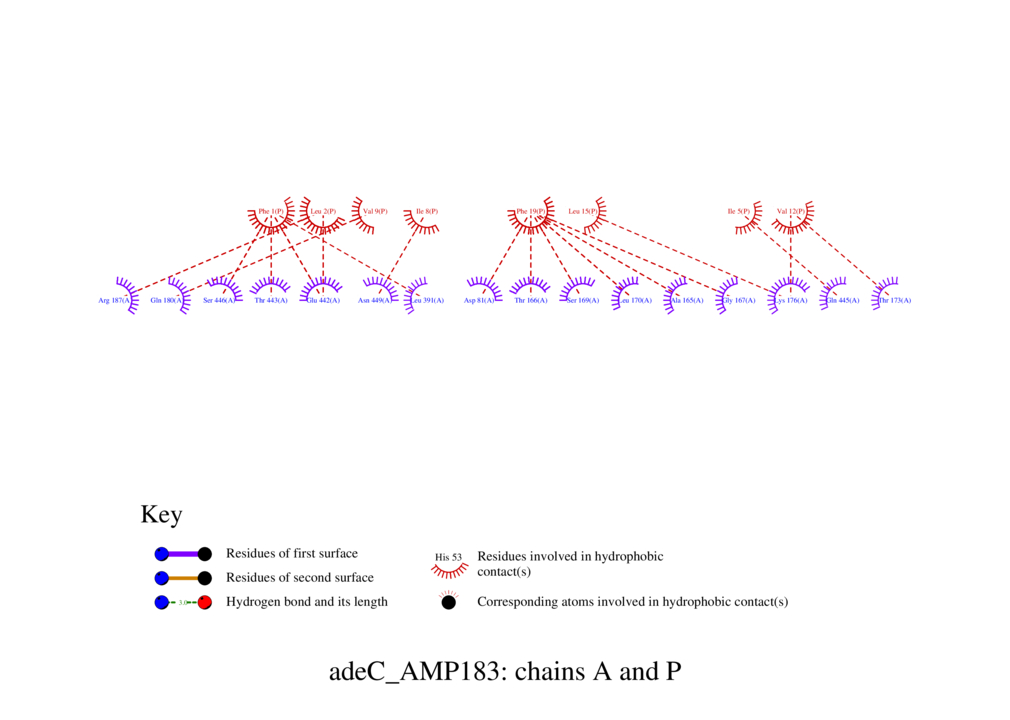 Phe 1(P) Leu 2(P) Val 9(P) Ile 8(P) Phe 19(P) Leu 15(P) Ile 5(P) Val 12(P)
Arg 187(A) Gln 180(A) Ser 446(A) Thr 443(A) Glu 442(A) Asn 449(A) Leu 391(A) Asp 81(A) Thr 166(A) Ser 169(A) Leu 170(A) Ala 165(A) Gly 167(A) Lys 176(A) Gln 445(A) Thr 173(A)
Key
Residues of first surface
Residues of second surface
3.0
Hydrogen bond and its length
His 53
Residues involved in hydrophobic
contact(s)
Corresponding atoms involved in hydrophobic contact(s)
adeC_AMP183: chains A and P